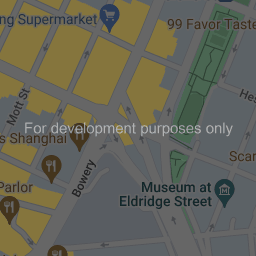 ng Supermarket
99 Favor Taste
Mott St
Hes
For development purposes only
s Shanghai
Bowery
Scar
Parlor
Museum at
Eldridge Street